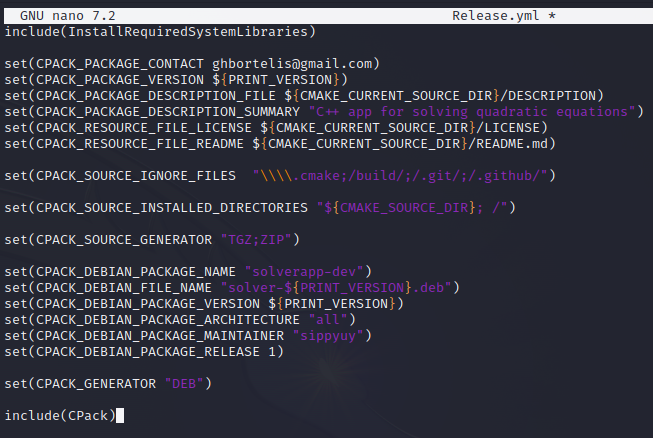 GNU nano 7.2 Release.yml *
include(InstallRequiredSystemLibraries)
set(CPACK_PACKAGE_CONTACT ghbortelis@gmail.com)
set(CPACK_PACKAGE_VERSION ${PRINT_VERSION})
set(CPACK_PACKAGE_DESCRIPTION_FILE ${CMAKE_CURRENT_SOURCE_DIR}/DESCRIPTION)
set(CPACK_PACKAGE_DESCRIPTION_SUMMARY "C++ app for solving quadratic equations")
set(CPACK_RESOURCE_FILE_LICENSE ${CMAKE_CURRENT_SOURCE_DIR}/LICENSE)
set(CPACK_RESOURCE_FILE_README ${CMAKE_CURRENT_SOURCE_DIR}/README.md)
set(CPACK_SOURCE_IGNORE_FILES  "\\\\.cmake;/build/;/.git/;/.github/")
set(CPACK_SOURCE_INSTALLED_DIRECTORIES "${CMAKE_SOURCE_DIR}; /")
set(CPACK_SOURCE_GENERATOR "TGZ;ZIP")
set(CPACK_DEBIAN_PACKAGE_NAME "solverapp-dev")
set(CPACK_DEBIAN_FILE_NAME "solver-${PRINT_VERSION}.deb")
set(CPACK_DEBIAN_PACKAGE_VERSION ${PRINT_VERSION})
set(CPACK_DEBIAN_PACKAGE_ARCHITECTURE "all")
set(CPACK_DEBIAN_PACKAGE_MAINTAINER "sippyuy")
set(CPACK_DEBIAN_PACKAGE_RELEASE 1)
set(CPACK_GENERATOR "DEB")
include(CPack)